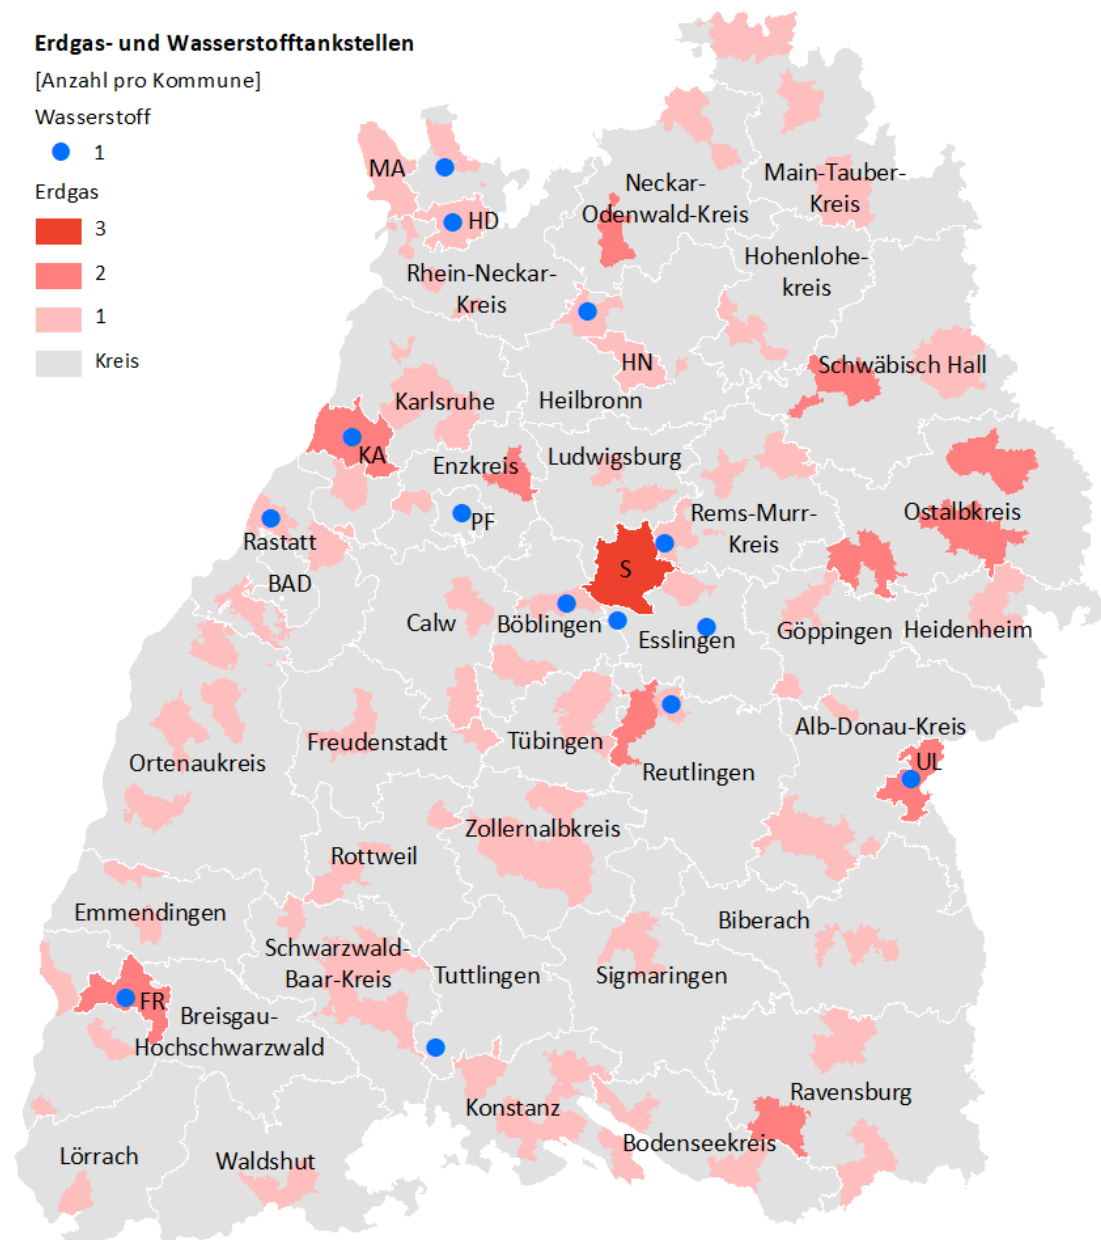 Erdgas- und Wasserstofftankstellen
[Anzahl pro Kommune]
Wasserstoff
1
Erdgas
3
2
1
Kreis
MA
HD
Neckar-
Odenwald-Kreis
Main-Tauber-
Kreis
Rhein-Neckar-
Kreis
Hohenlohe-
kreis
HN
Schwäbisch Hall
Karlsruhe
Heilbronn
KA
Enzkreis
Ludwigsburg
PF
Rems-Murr-
Kreis
Ostalbkreis
Rastatt
BAD
S
Calw
Böblingen
Esslingen
Göppingen
Heidenheim
Ortenaukreis
Freudenstadt
Tübingen
Reutlingen
Alb-Donau-Kreis
UL
Zollernalbkreis
Rottweil
Emmendingen
Biberach
Schwarzwald-
Baar-Kreis
Tuttlingen
Sigmaringen
FR
Breisgau-
Hochschwarzwald
Konstanz
Ravensburg
Bodenseekreis
Lörrach
Waldshut